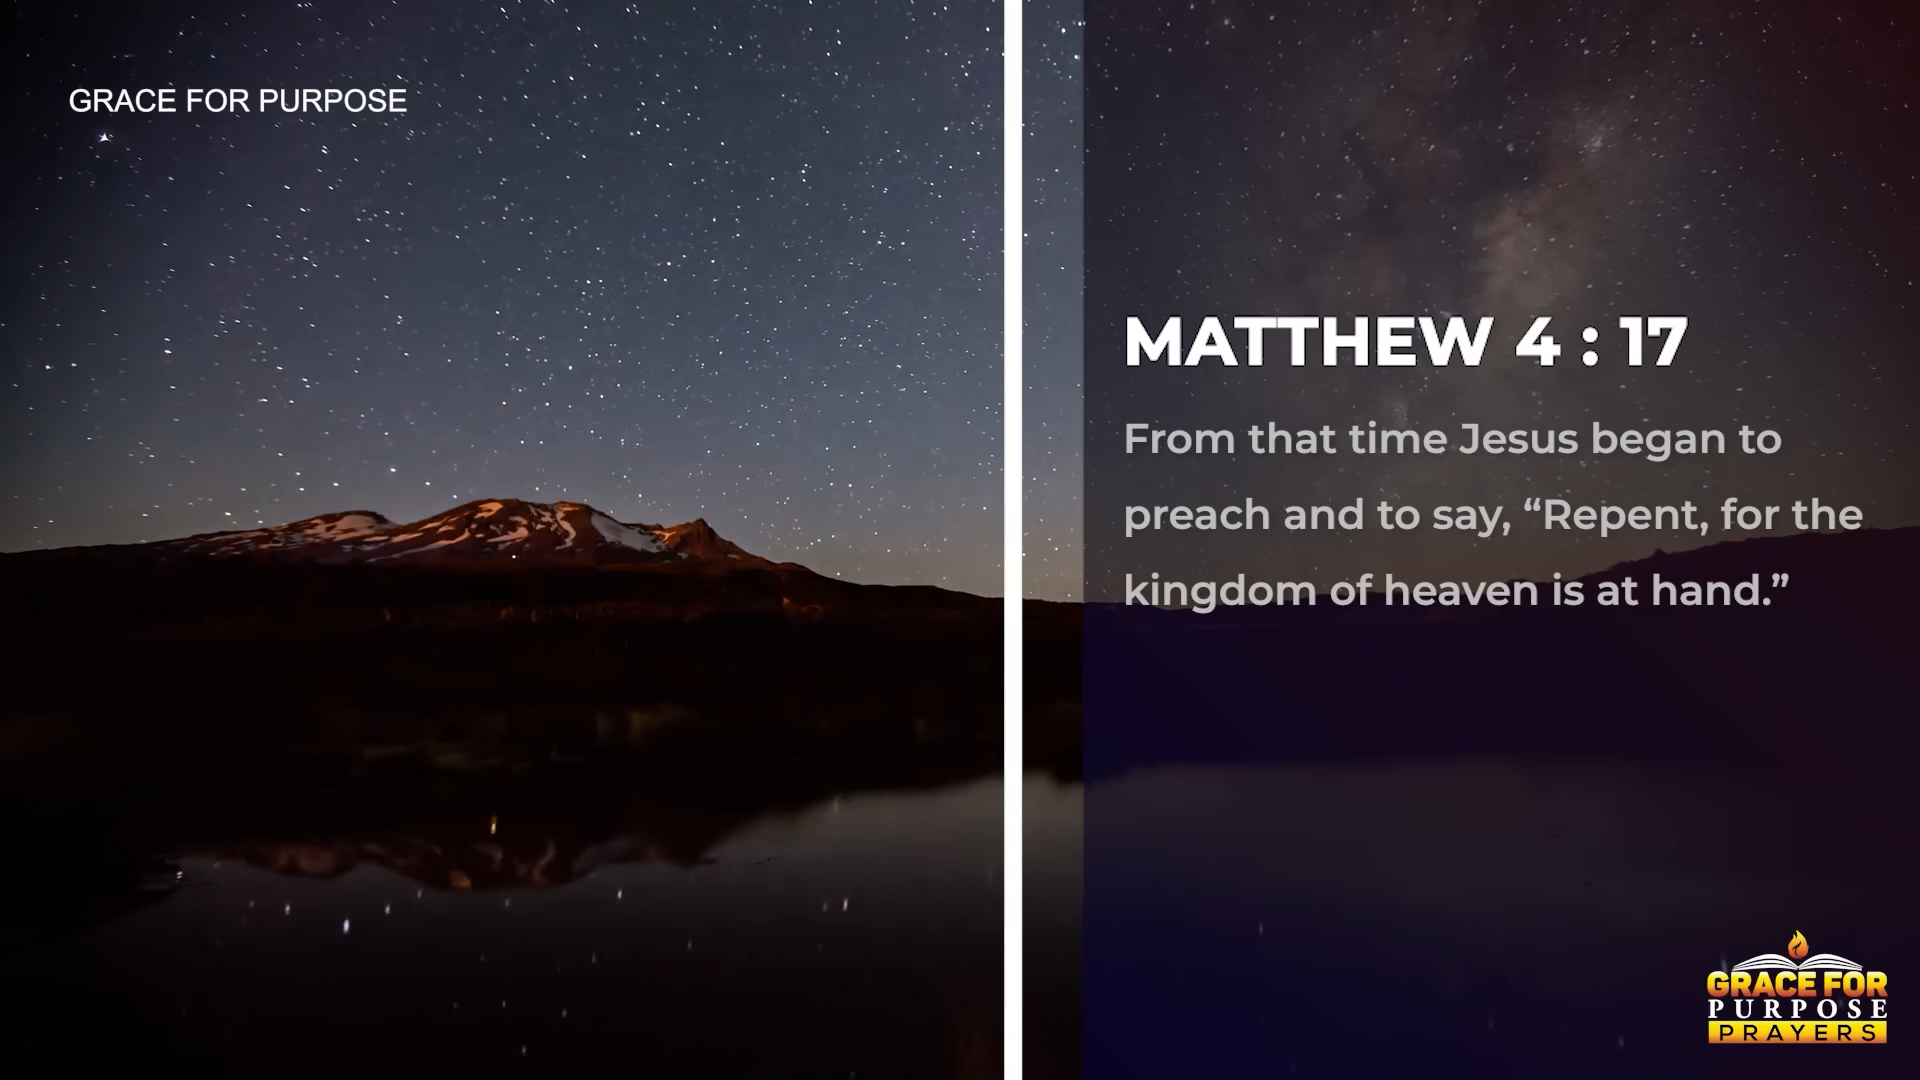 GRACE FOR PURPOSE
MATTHEW 4 : 17
From that time Jesus began to
preach and to say, “Repent, for the
kingdom of heaven is at hand.”
GRACE FOR
PURPOSE
PRAYERS